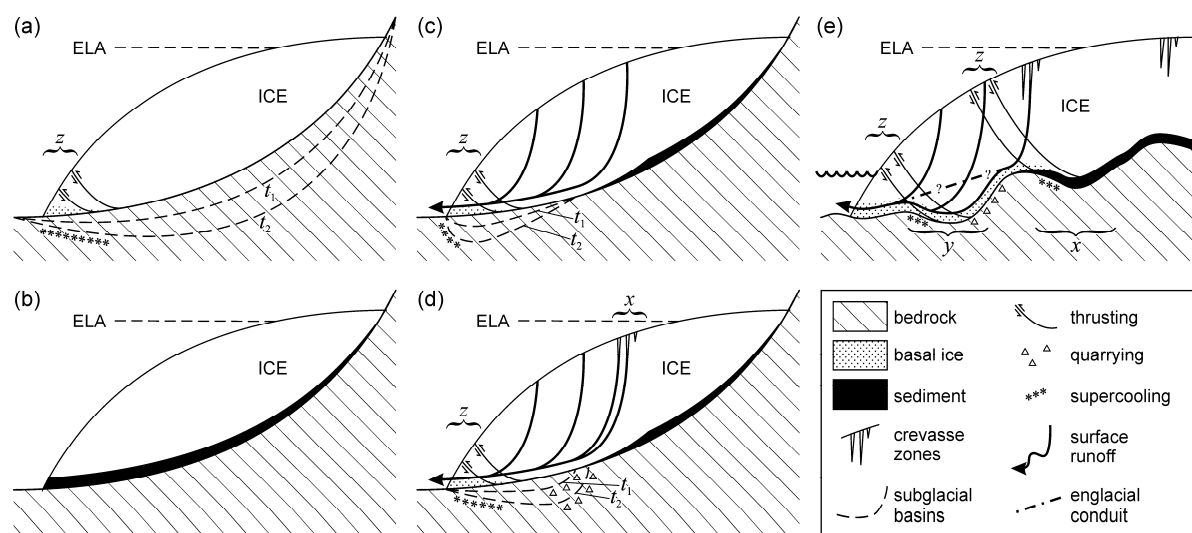 (a)
ELA
ICE
z
t1
t2
(b)
ELA
ICE
(c)
ELA
ICE
z
t1
t2
(d)
x
ELA
ICE
z
t1
t2
(e)
ELA
z
ICE
z
?
?
y
x
bedrock
thrusting
basal ice
quarrying
sediment
supercooling
crevasse
zones
surface
runoff
subglacial
basins
englacial
conduit